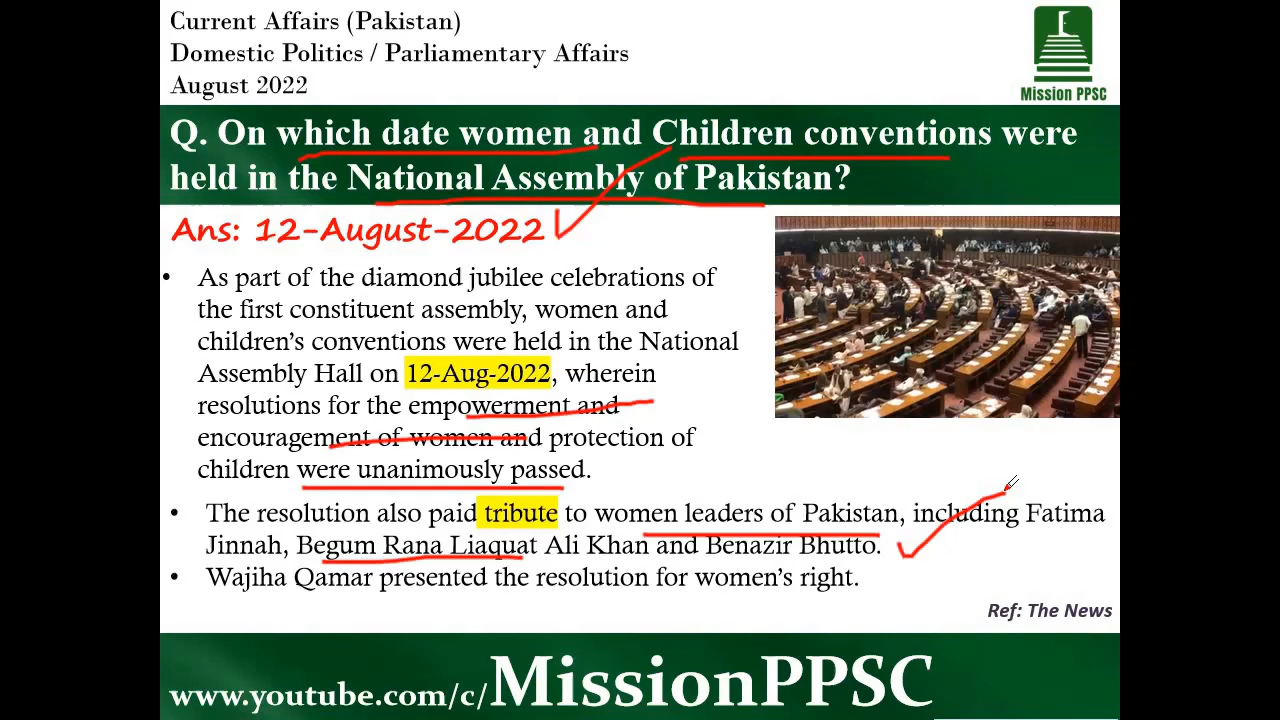 Current Affairs (Pakistan)
Domestic Politics / Parliamentary Affairs
August 2022
Mission PPSC
Q. On which date women and Children conventions were
held in the National Assembly of Pakistan?
Ans: 12-August-2022
• As part of the diamond jubilee celebrations of
the first constituent assembly, women and
children's conventions were held in the National
Assembly Hall on 12-Aug-2022, wherein
resolutions for the empowerment and
encouragement of women and protection of
children were unanimously passed.
• The resolution also paid tribute to women leaders of Pakistan, including Fatima
Jinnah, Begum Rana Liaquat Ali Khan and Benazir Bhutto.
• Wajiha Qamar presented the resolution for women's right.
Ref: The News
www.youtube.com/c/MissionPPSC